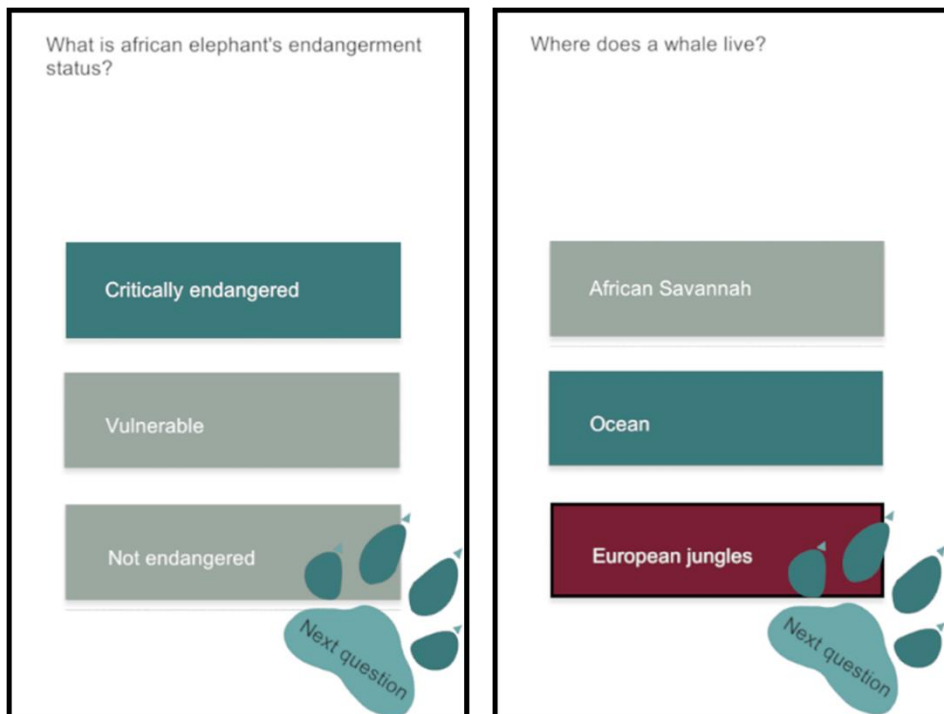 What is african elephant's endangerment
status?
Critically endangered
Vulnerable
Not endangered
Next question
Where does a whale live?
African Savannah
Ocean
European jungles
Next question